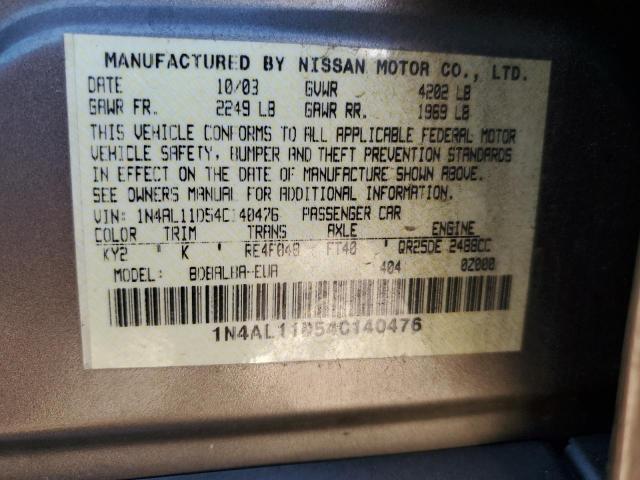 MANUFACTURED BY NISSAN MOTOR CO., LTD.
DATE 10/03 GVWR 4202 LB
GAWR FR. 2249 LB GAWR RR. 1969 LB
THIS VEHICLE CONFORMS TO ALL APPLICABLE FEDERAL MOTOR
VEHICLE SAFETY, BUMPER AND THEFT PREVENTION STANDARDS
IN EFFECT ON THE DATE OF MANUFACTURE SHOWN ABOVE.
SEE OWNERS MANUAL FOR ADDITIONAL INFORMATION.
VIN: 1N4AL11D54C140476 PASSENGER CAR
COLOR TRIM TRANS AXLE ENGINE
KY2 K RE4F04B FT40 QR25DE 2488CC
MODEL: 404 0Z000
1N4AL11D54C140476